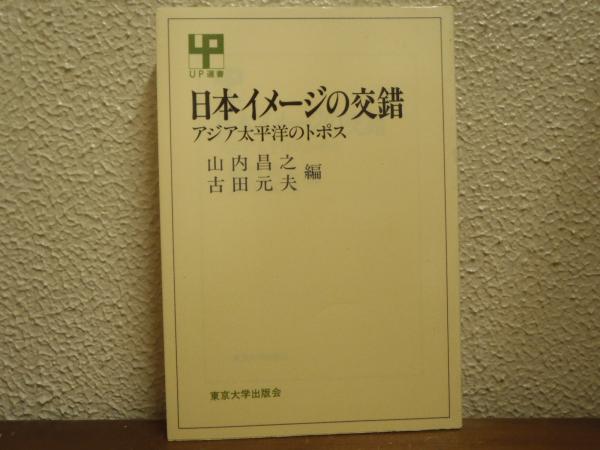 UP
UP選書
日本イメージの交錯
アジア太平洋のトポス
山内昌之
古田元夫
編
東京大学出版会